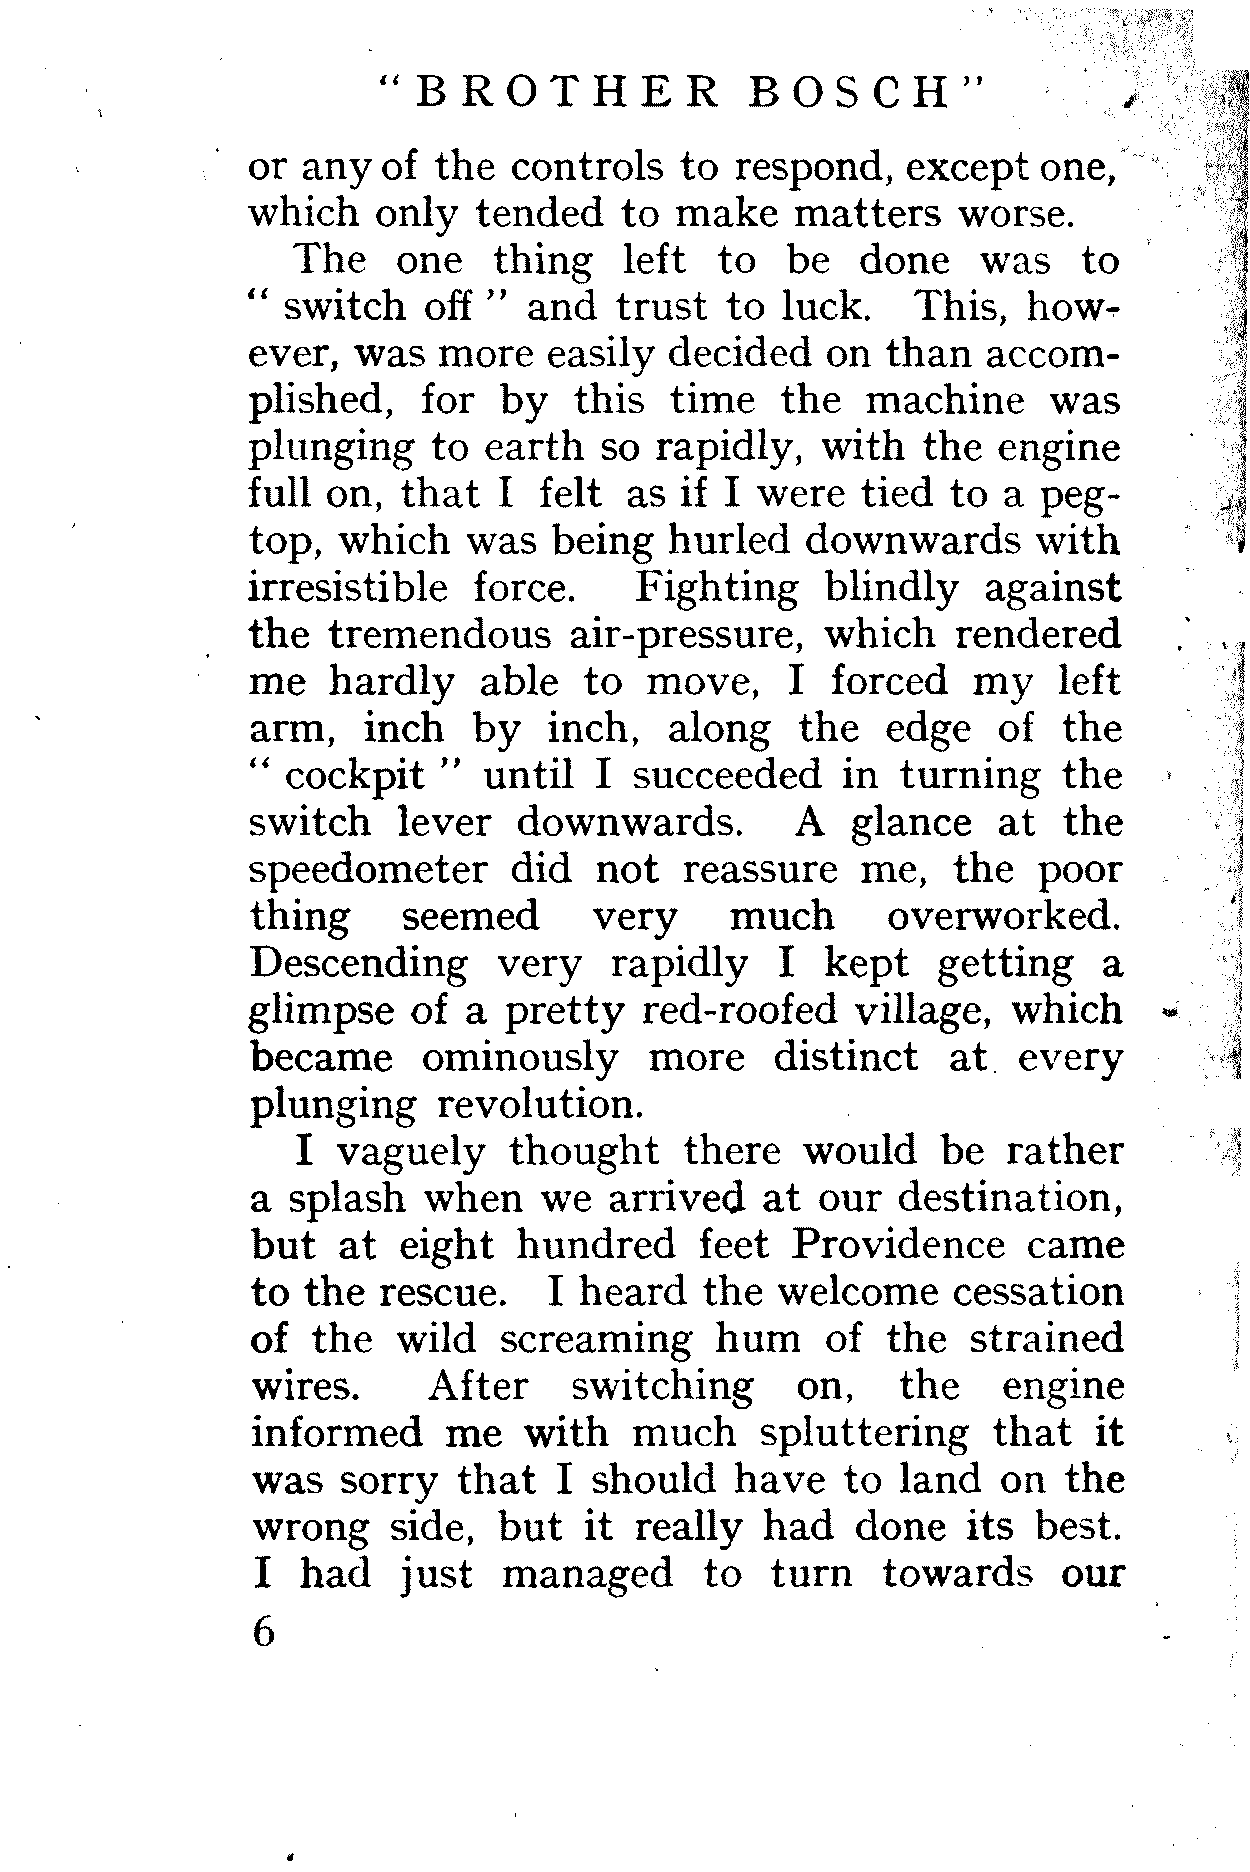 “ BROTHER BOSCH ”
or any of the controls to respond, except one,
which only tended to make matters worse.
The one thing left to be done was to
“ switch off ” and trust to luck. This, how-
ever, was more easily decided on than accom-
plished, for by this time the machine was
plunging to earth so rapidly, with the engine
full on, that I felt as if I were tied to a peg-
top, which was being hurled downwards with
irresistible force. Fighting blindly against
the tremendous air-pressure, which rendered
me hardly able to move, I forced my left
arm, inch by inch, along the edge of the
“ cockpit ” until I succeeded in turning the
switch lever downwards. A glance at the
speedometer did not reassure me, the poor
thing seemed very much overworked.
Descending very rapidly I kept getting a
glimpse of a pretty red-roofed village, which
became ominously more distinct at every
plunging revolution.
I vaguely thought there would be rather
a splash when we arrived at our destination,
but at eight hundred feet Providence came
to the rescue. I heard the welcome cessation
of the wild screaming hum of the strained
wires. After switching on, the engine
informed me with much spluttering that it
was sorry that I should have to land on the
wrong side, but it really had done its best.
I had just managed to turn towards our
6